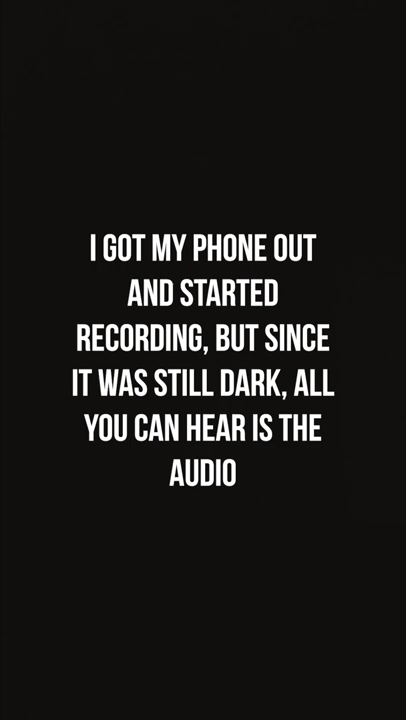 I GOT MY PHONE OUT
AND STARTED
RECORDING, BUT SINCE
IT WAS STILL DARK, ALL
YOU CAN HEAR IS THE
AUDIO